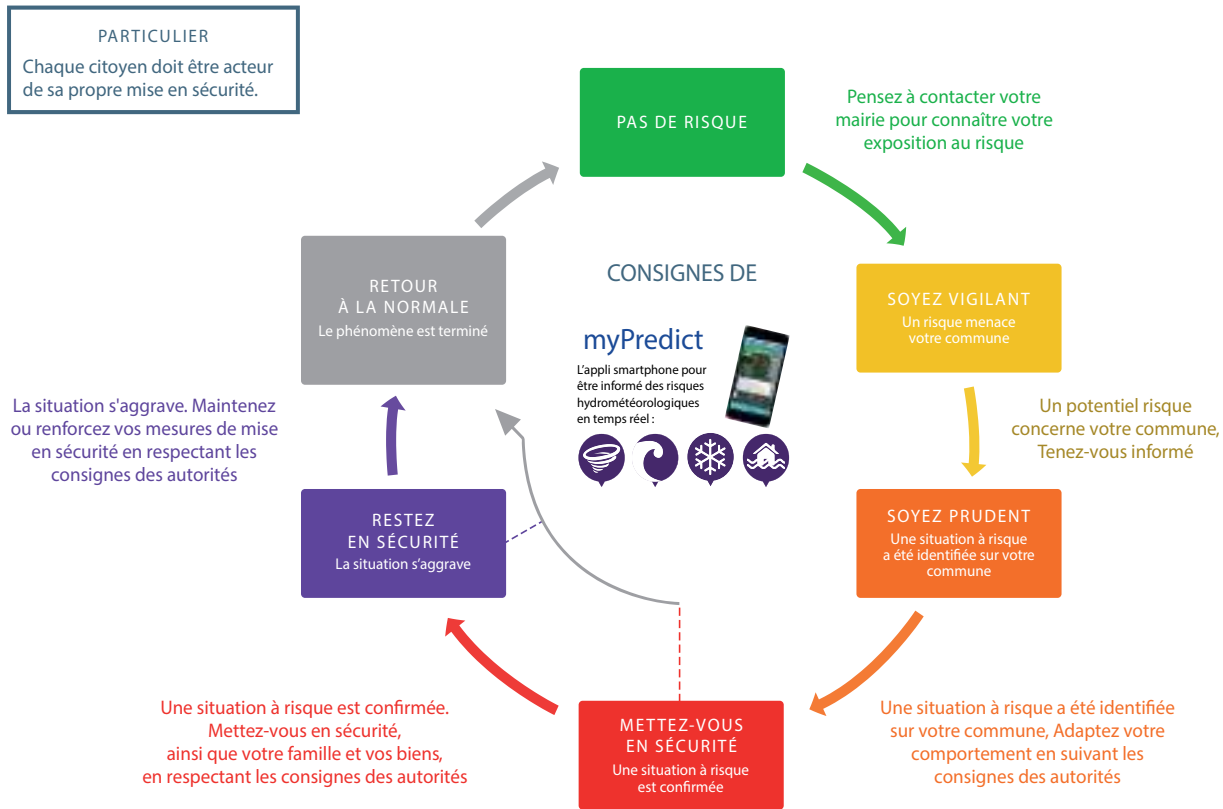 PARTICULIER
Chaque citoyen doit être acteur
de sa propre mise en sécurité.
PAS DE RISQUE
Pensez à contacter votre
mairie pour connaître votre
exposition au risque
SOYEZ VIGILANT
Un risque menace
votre commune
Un potentiel risque
concerne votre commune,
Tenez-vous informé
SOYEZ PRUDENT
Une situation à risque
a été identifiée sur votre
commune
Une situation à risque a été identifiée
sur votre commune, Adaptez votre
comportement en suivant les
consignes des autorités
METTEZ-VOUS
EN SÉCURITÉ
Une situation à risque
est confirmée
Une situation à risque est confirmée.
Mettez-vous en sécurité,
ainsi que votre famille et vos biens,
en respectant les consignes des autorités
RESTEZ
EN SÉCURITÉ
La situation s’aggrave
La situation s'aggrave. Maintenez
ou renforcez vos mesures de mise
en sécurité en respectant les
consignes des autorités
RETOUR
À LA NORMALE
Le phénomène est terminé
CONSIGNES DE
myPredict
L’appli smartphone pour
être informé des risques
hydrométéorologiques
en temps réel :